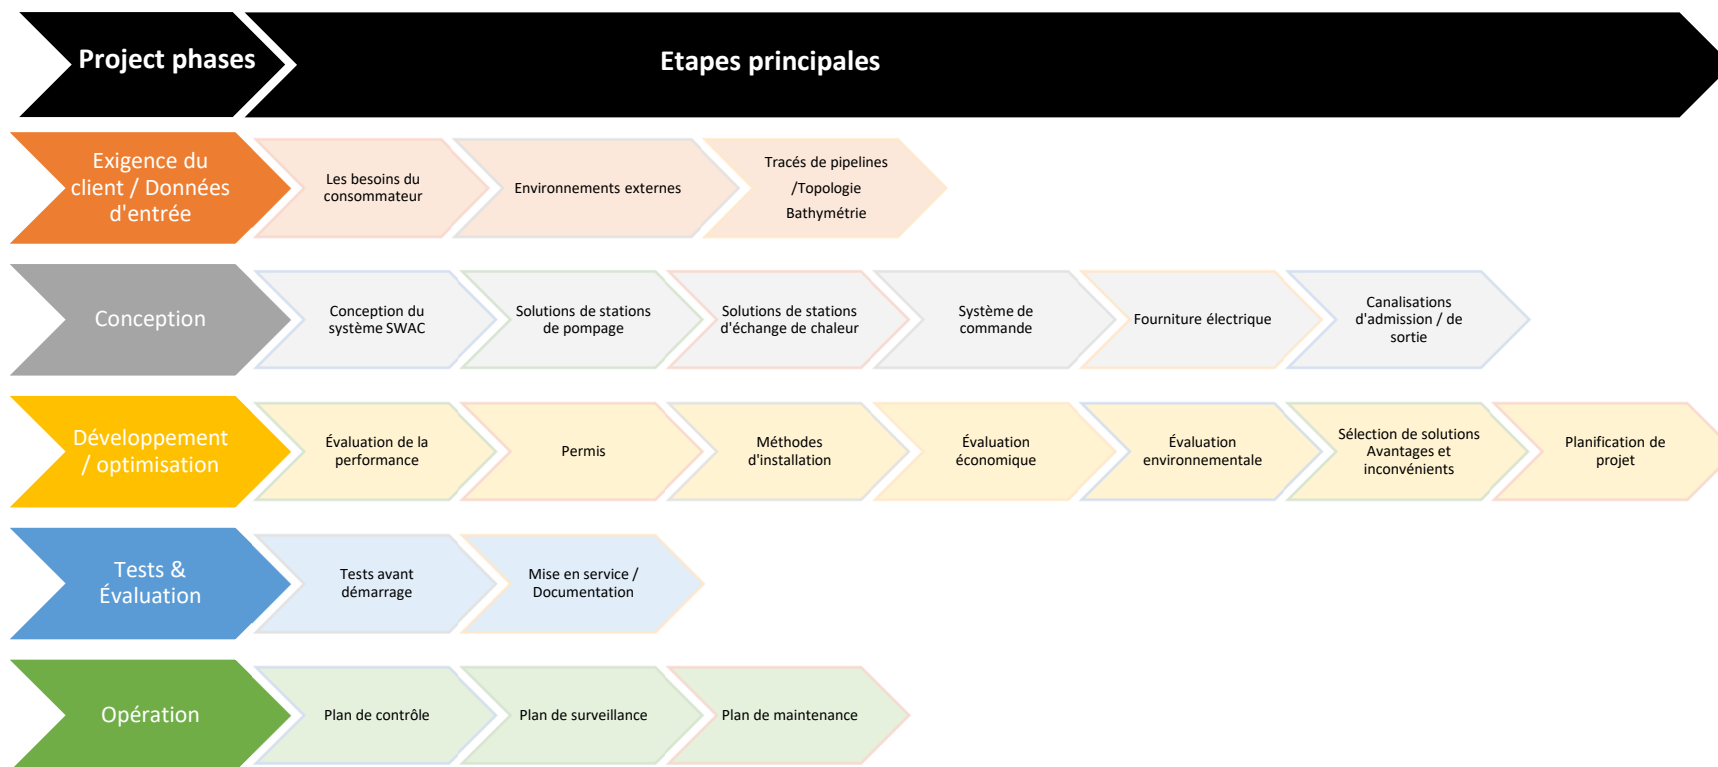 Project phases
Etapes principales
Exigence du
client / Données
d'entrée
Les besoins du
consommateur
Environnements externes
Tracés de pipelines
/Topologie
Bathymétrie
Conception
Conception du
système SWAC
Solutions de stations
de pompage
Solutions de stations
d'échange de chaleur
Système de
commande
Fourniture électrique
Canalisations
d'admission / de
sortie
Développement
/ optimisation
Évaluation de la
performance
Permis
Méthodes
d'installation
Évaluation
économique
Évaluation
environnementale
Sélection de solutions
Avantages et
inconvénients
Planification de
projet
Tests &
Évaluation
Tests avant
démarrage
Mise en service /
Documentation
Opération
Plan de contrôle
Plan de surveillance
Plan de maintenance